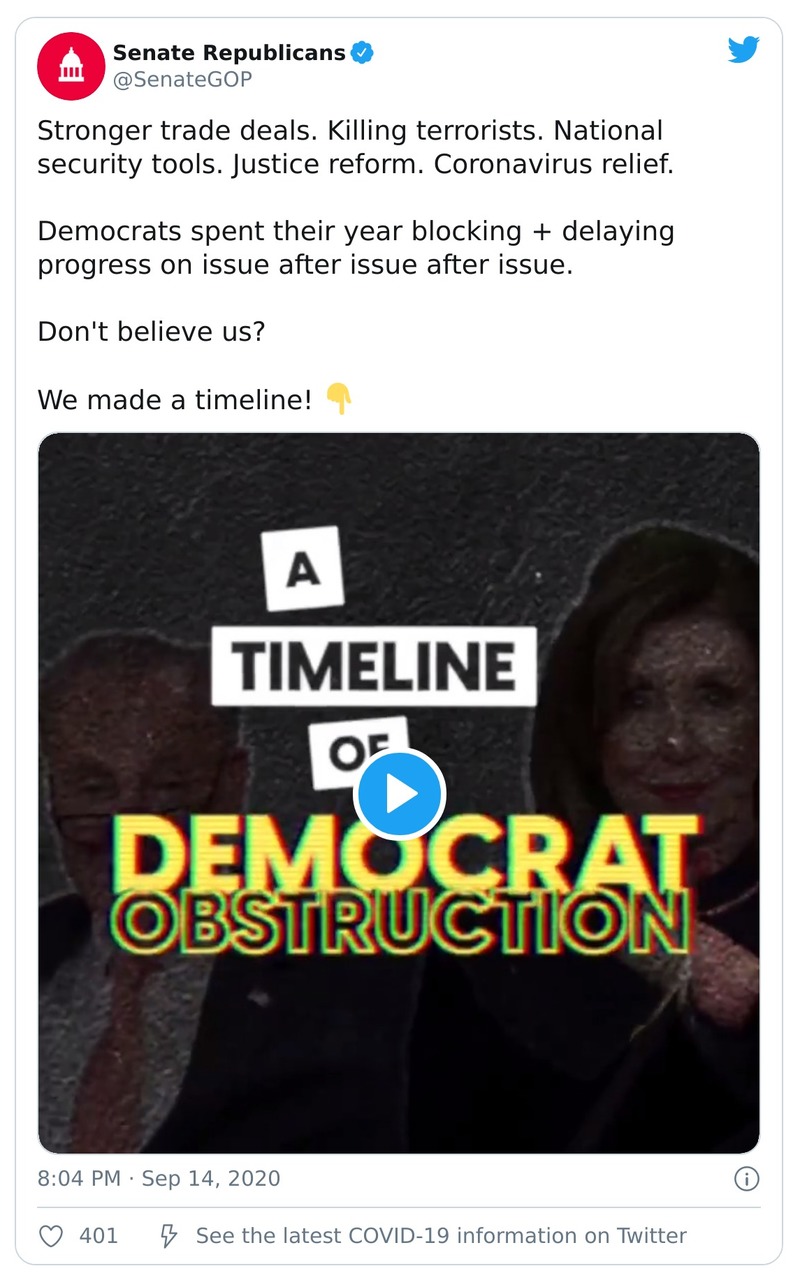 Senate Republicans
@SenateGOP
Stronger trade deals. Killing terrorists. National
security tools. Justice reform. Coronavirus relief.
Democrats spent their year blocking + delaying
progress on issue after issue after issue.
Don't believe us?
We made a timeline! 👇
A
TIMELINE
OF
DEMOCRAT
OBSTRUCTION
8:04 PM · Sep 14, 2020
401 See the latest COVID-19 information on Twitter